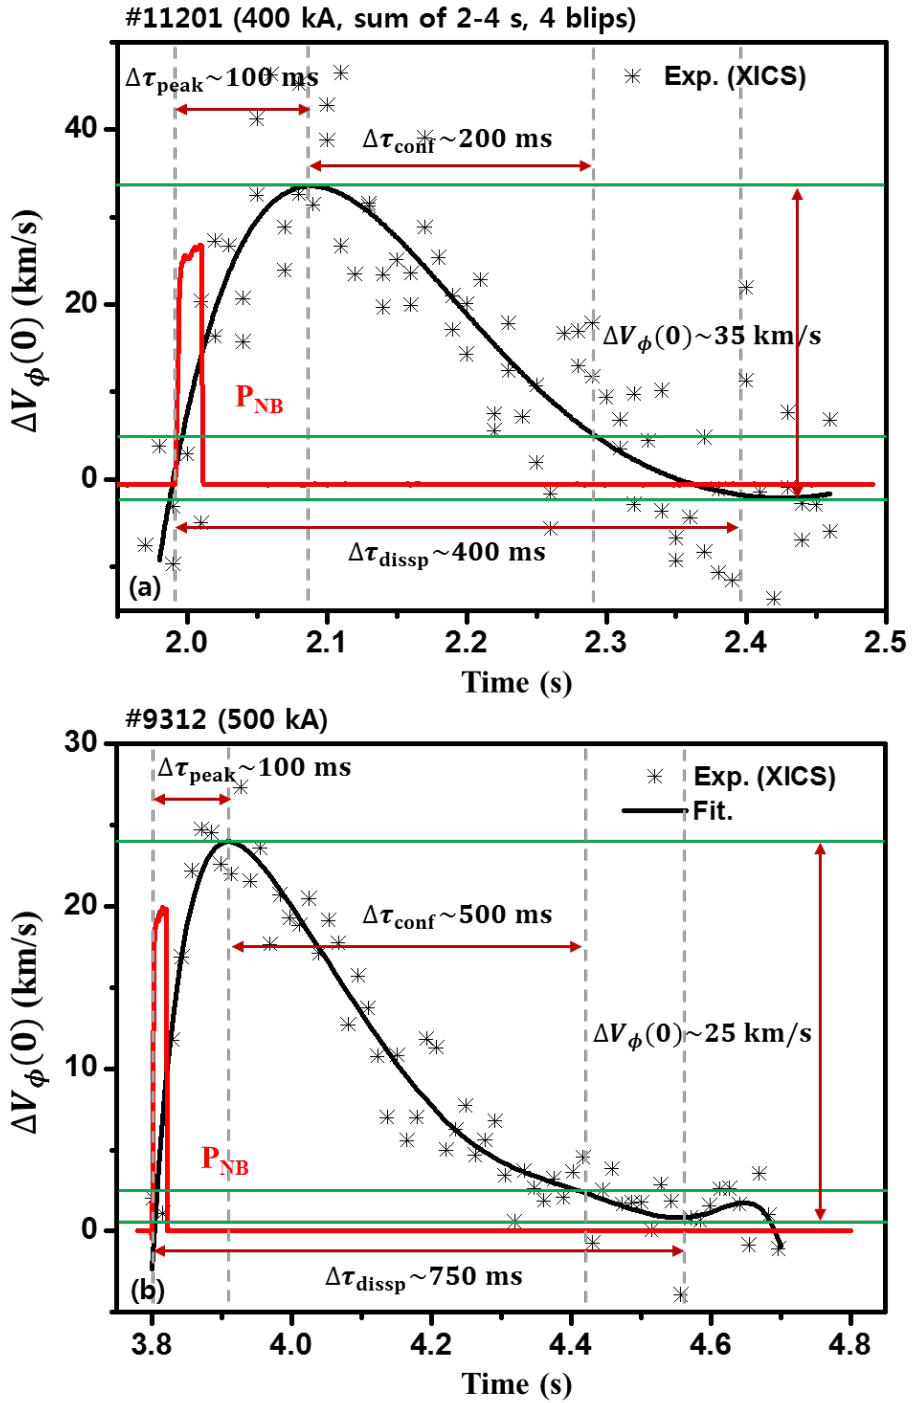 #11201 (400 kA, sum of 2-4 s, 4 blips)
Δτpeak~100 ms
Exp. (XICS)
Δτconf~200 ms
40
20
0
ΔVϕ(0) (km/s)
ΔVϕ(0)~35 km/s
PNB
Δτdissp~400 ms
(a)
2.0 2.1 2.2 2.3 2.4 2.5
Time (s)
#9312 (500 kA)
30
20
10
0
Δτpeak~100 ms
Exp. (XICS)
Fit.
Δτconf~500 ms
ΔVϕ(0) (km/s)
ΔVϕ(0)~25 km/s
PNB
Δτdissp~750 ms
(b)
3.8 4.0 4.2 4.4 4.6 4.8
Time (s)